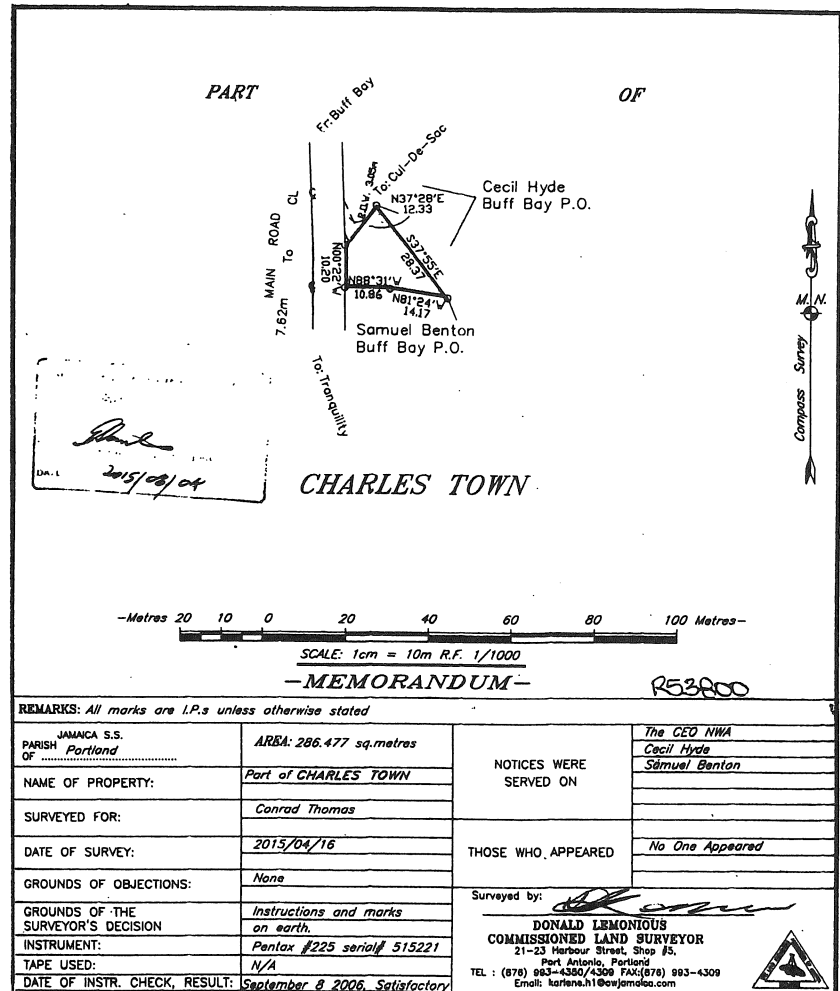 PART OF
Fr: Buff Bay
To: Cul-De-Sac
R.O.W. 3.05m
N37°28'E
12.33
Cecil Hyde
Buff Bay P.O.
S37°55'E
28.37
MAIN ROAD
7.62m To CL
N00°22'W
10.20
N88°31'W
10.86
N81°24'W
14.17
Samuel Benton
Buff Bay P.O.
To: Tranquility
M. N.
Compass Survey
DATE
2015/08/04
CHARLES TOWN
-Metres 20 10 0 20 40 60 80 100 Metres-
SCALE: 1cm = 10m R.F. 1/1000
-MEMORANDUM-
REMARKS: All marks are I.P.s unless otherwise stated
JAMAICA S.S.
PARISH OF Portland
AREA: 286.477 sq.metres
NAME OF PROPERTY: Part of CHARLES TOWN
SURVEYED FOR: Conrad Thomas
DATE OF SURVEY: 2015/04/16
GROUNDS OF OBJECTIONS: None
GROUNDS OF THE
SURVEYOR'S DECISION
Instructions and marks
on earth.
INSTRUMENT: Pentax #225 serial# 515221
TAPE USED: N/A
DATE OF INSTR. CHECK, RESULT: September 8 2006, Satisfactory
NOTICES WERE
SERVED ON
The CEO NWA
Cecil Hyde
Samuel Benton
THOSE WHO APPEARED No One Appeared
Surveyed by:
DONALD LEMONIOUS
COMMISSIONED LAND SURVEYOR
21-23 Harbour Street, Shop #5,
Port Antonio, Portland
TEL : (876) 993-4350/4309 FAX:(876) 993-4309
Email: karlene.h1@cwjamaica.com